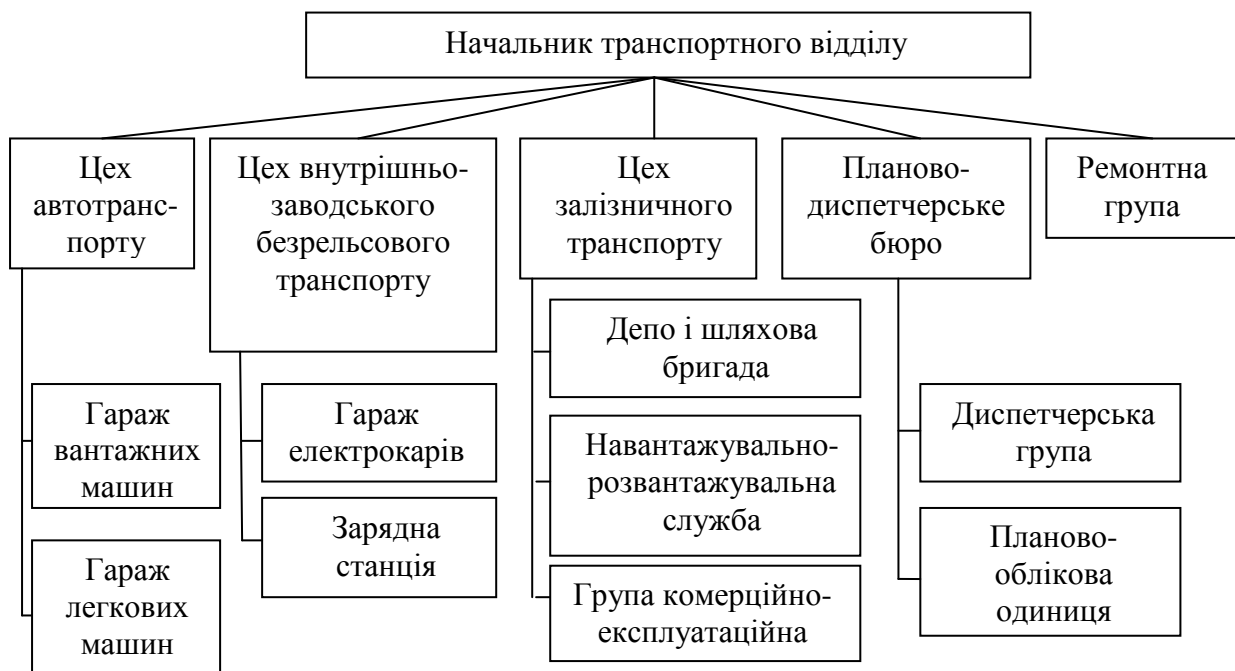 Начальник транспортного відділу
Цех
автотранс-
порту
Цех внутрішньо-
заводського
безрельсового
транспорту
Цех
залізничного
транспорту
Планово-
диспетчерське
бюро
Ремонтна
група
Гараж
вантажних
машин
Гараж
легкових
машин
Гараж
електрокарів
Зарядна
станція
Депо і шляхова
бригада
Навантажувально-
розвантажувальна
служба
Група комерційно-
експлуатаційна
Диспетчерська
група
Планово-
облікова
одиниця